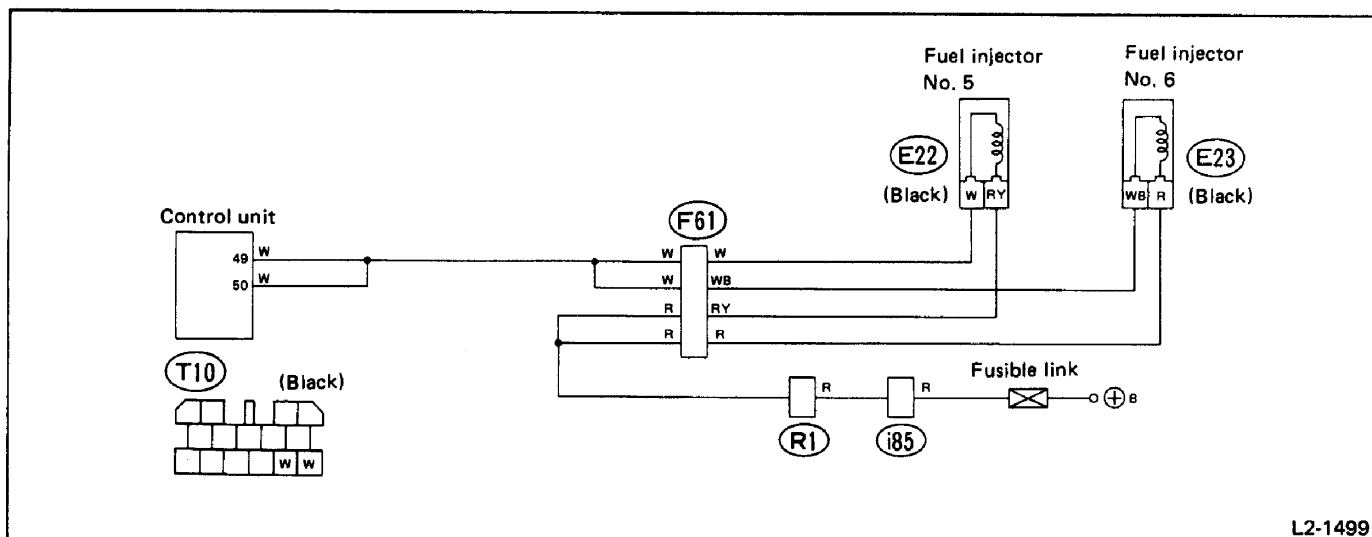 Fuel injector
No. 5
Fuel injector
No. 6
E22
(Black)
W RY
E23
(Black)
WB R
Control unit
49 W
50 W
F61
W W
W WB
R RY
R R
T10
(Black)
W W
R1
R
i85
R
Fusible link
B
L2-1499